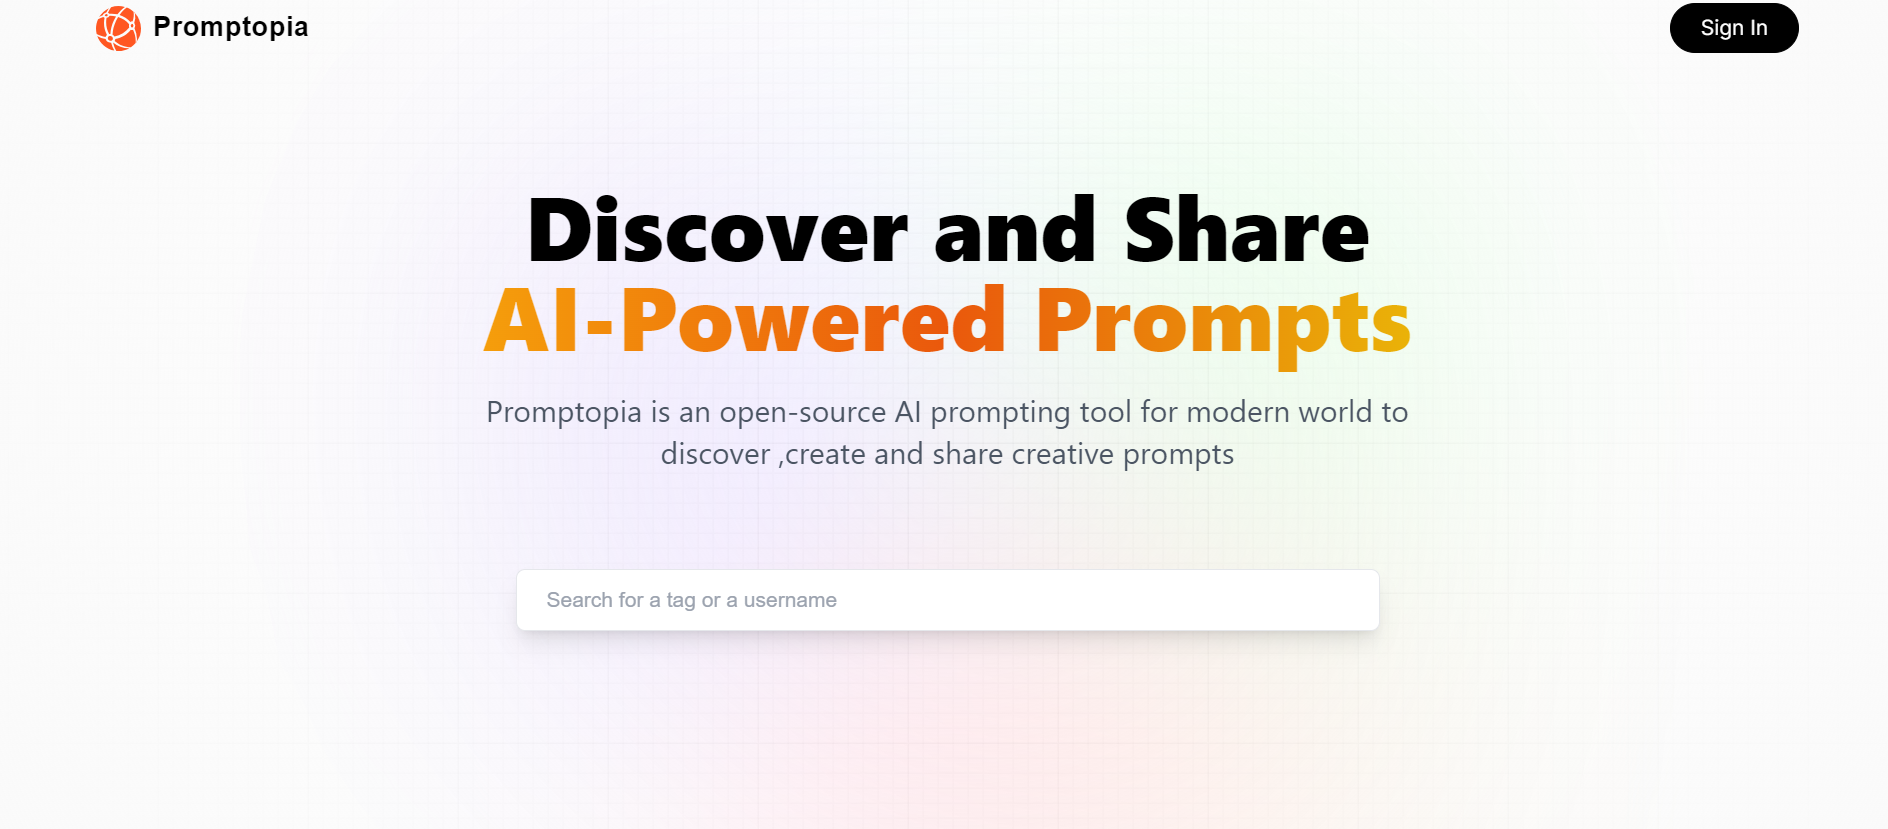 Promptopia
Sign In
Discover and Share
AI-Powered Prompts
Promptopia is an open-source AI prompting tool for modern world to
discover ,create and share creative prompts
Search for a tag or a username